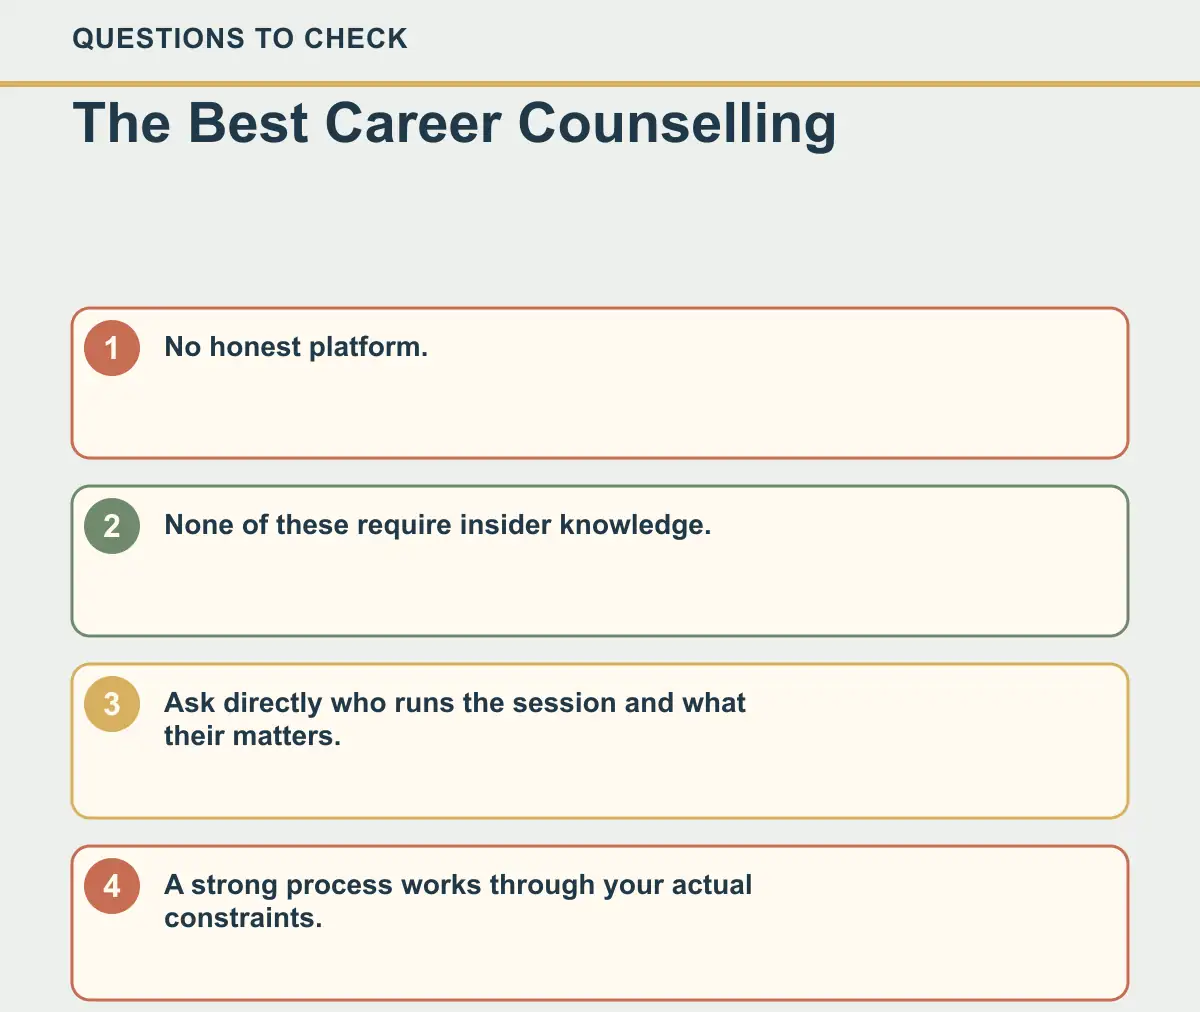 QUESTIONS TO CHECK
The Best Career Counselling
1
No honest platform.
2
None of these require insider knowledge.
3
Ask directly who runs the session and what
their matters.
4
A strong process works through your actual
constraints.